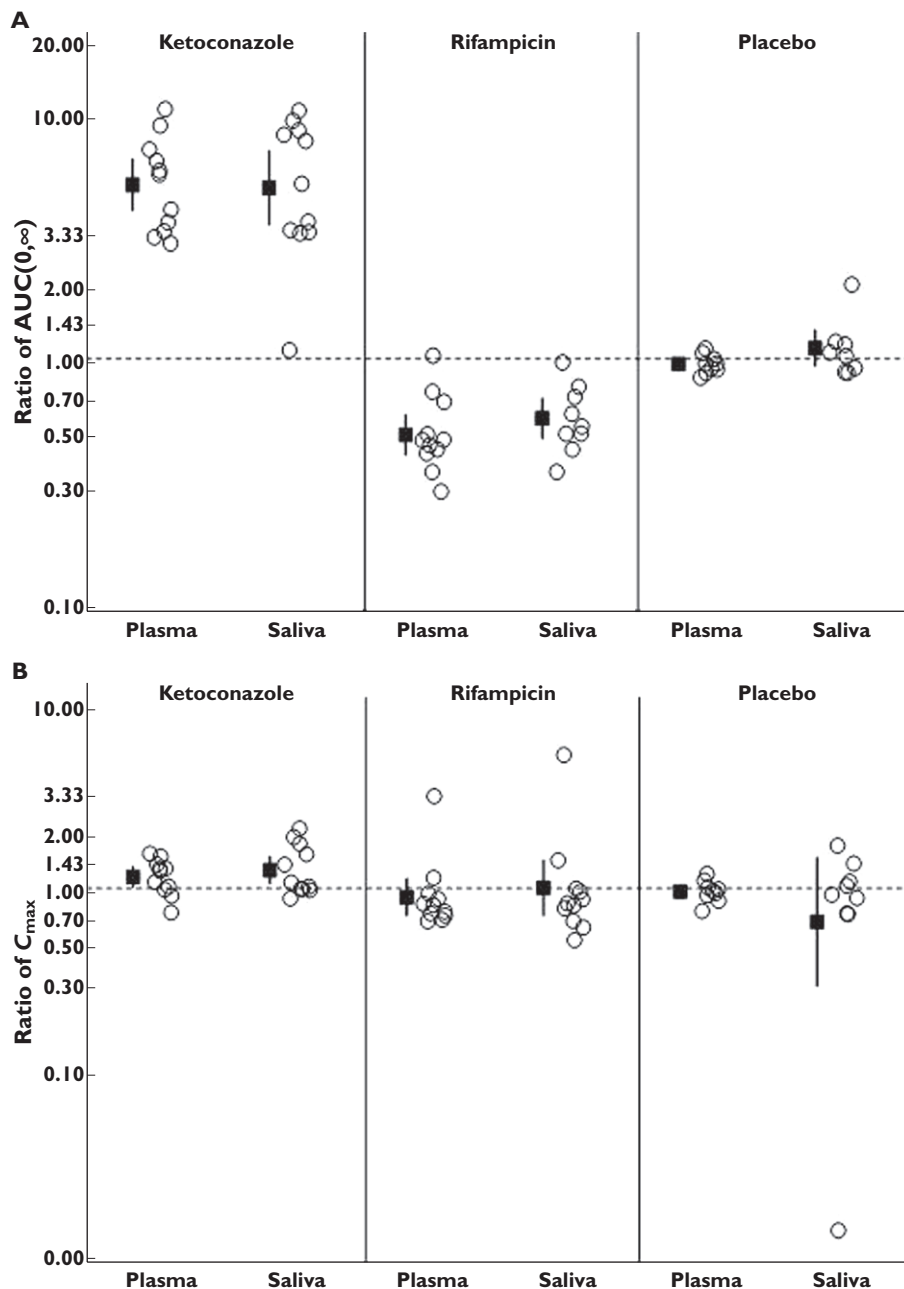 A
Ketoconazole Rifampicin Placebo
20.00
10.00
3.33
2.00
1.43
1.00
0.70
0.50
0.30
0.10
Ratio of AUC(0,∞)
Plasma Saliva Plasma Saliva Plasma Saliva
B
Ketoconazole Rifampicin Placebo
10.00
3.33
2.00
1.43
1.00
0.70
0.50
0.30
0.10
0.00
Ratio of Cmax
Plasma Saliva Plasma Saliva Plasma Saliva